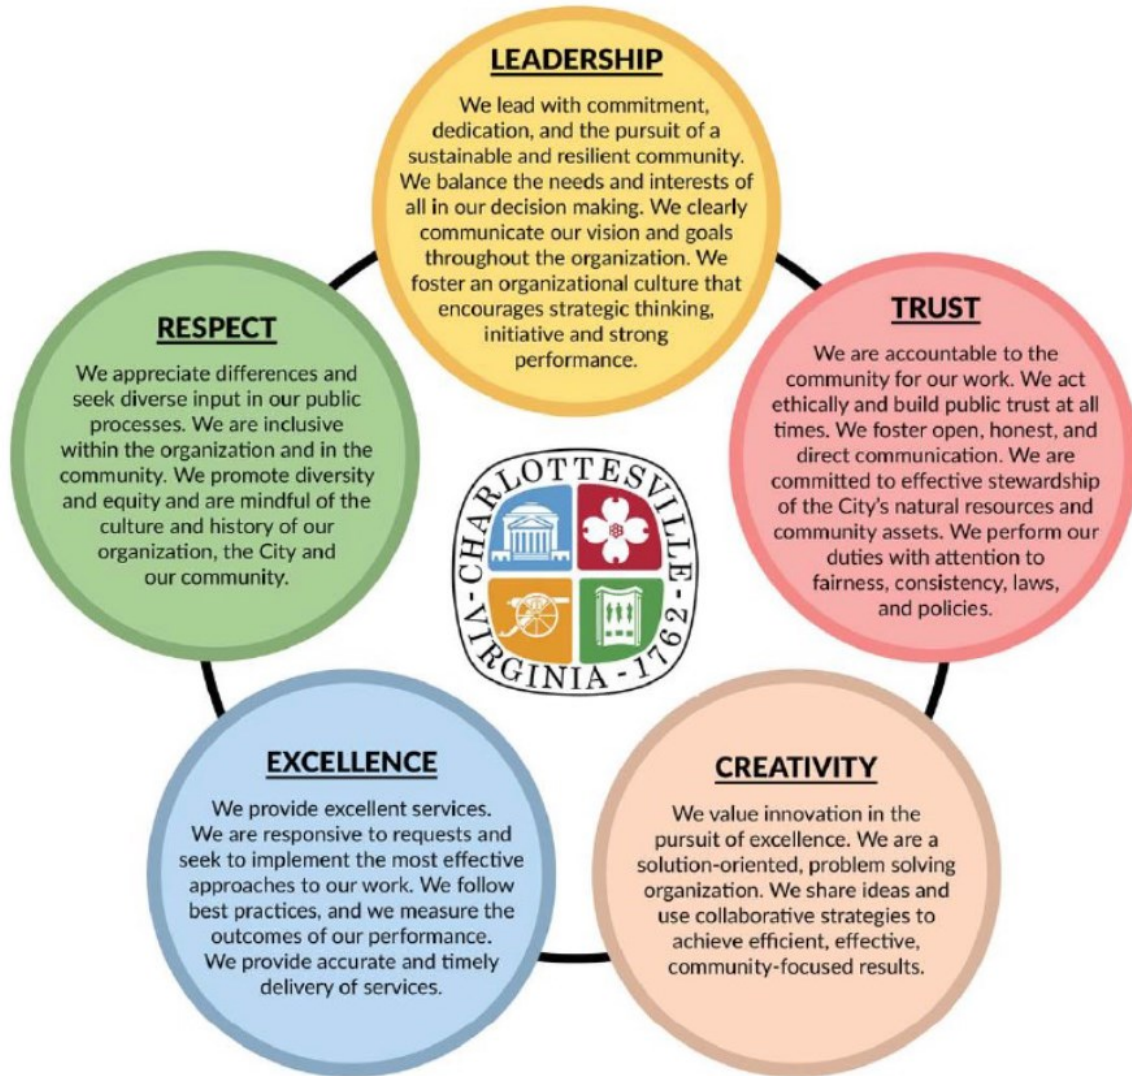 LEADERSHIP
We lead with commitment,
dedication, and the pursuit of a
sustainable and resilient community.
We balance the needs and interests of
all in our decision making. We clearly
communicate our vision and goals
throughout the organization. We
foster an organizational culture that
encourages strategic thinking,
initiative and strong
performance.
RESPECT
We appreciate differences and
seek diverse input in our public
processes. We are inclusive
within the organization and in the
community. We promote diversity
and equity and are mindful of the
culture and history of our
organization, the City and
our community.
TRUST
We are accountable to the
community for our work. We act
ethically and build public trust at all
times. We foster open, honest, and
direct communication. We are
committed to effective stewardship
of the City's natural resources and
community assets. We perform our
duties with attention to
fairness, consistency, laws,
and policies.
CHARLOTTESVILLE
VIRGINIA - 1762
EXCELLENCE
We provide excellent services.
We are responsive to requests and
seek to implement the most effective
approaches to our work. We follow
best practices, and we measure the
outcomes of our performance.
We provide accurate and timely
delivery of services.
CREATIVITY
We value innovation in the
pursuit of excellence. We are a
solution-oriented, problem solving
organization. We share ideas and
use collaborative strategies to
achieve efficient, effective,
community-focused results.